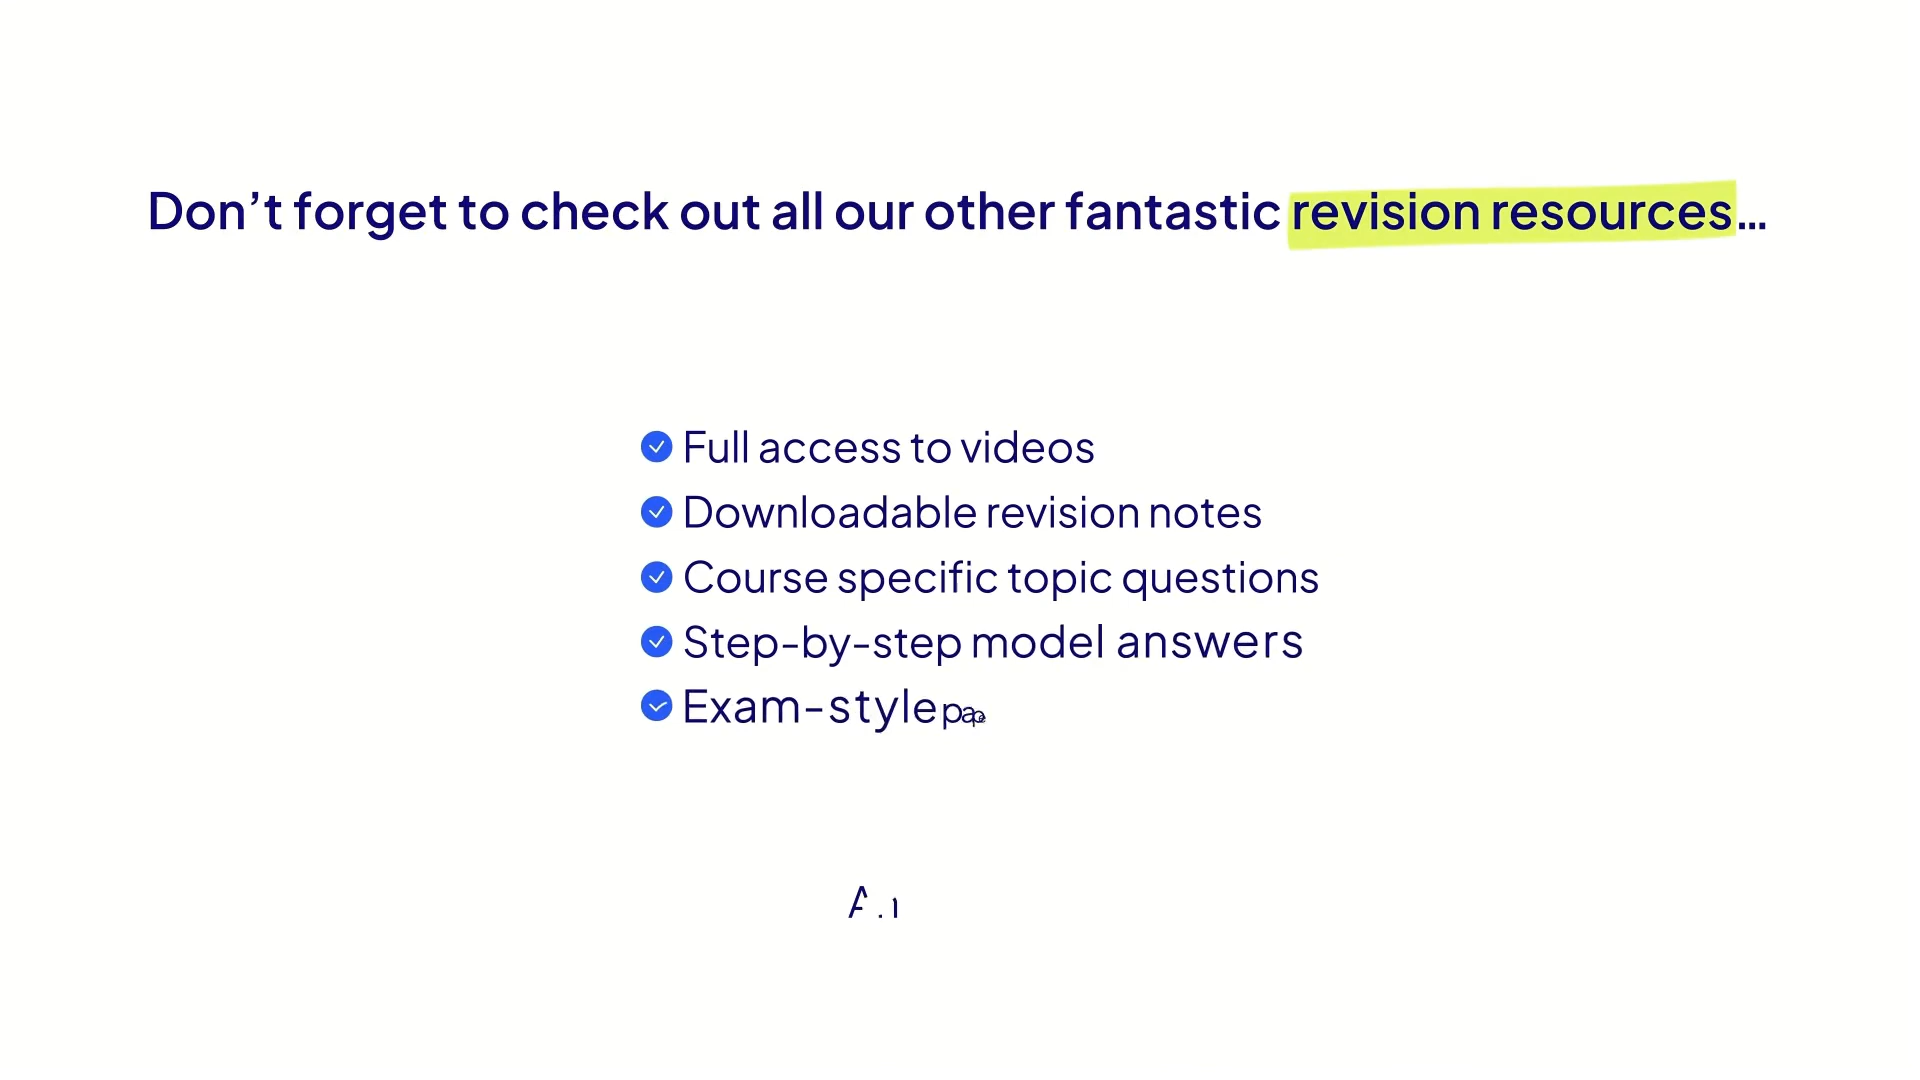 Don’t forget to check out all our other fantastic revision resources...
Full access to videos
Downloadable revision notes
Course specific topic questions
Step-by-step model answers
Exam-style pape